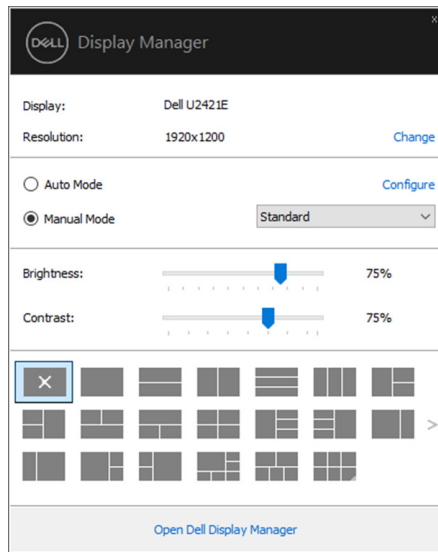 x
DELL Display Manager
Display: Dell U2421E
Resolution: 1920x1200 Change
Auto Mode Configure
Manual Mode Standard
Brightness: 75%
Contrast: 75%
Open Dell Display Manager